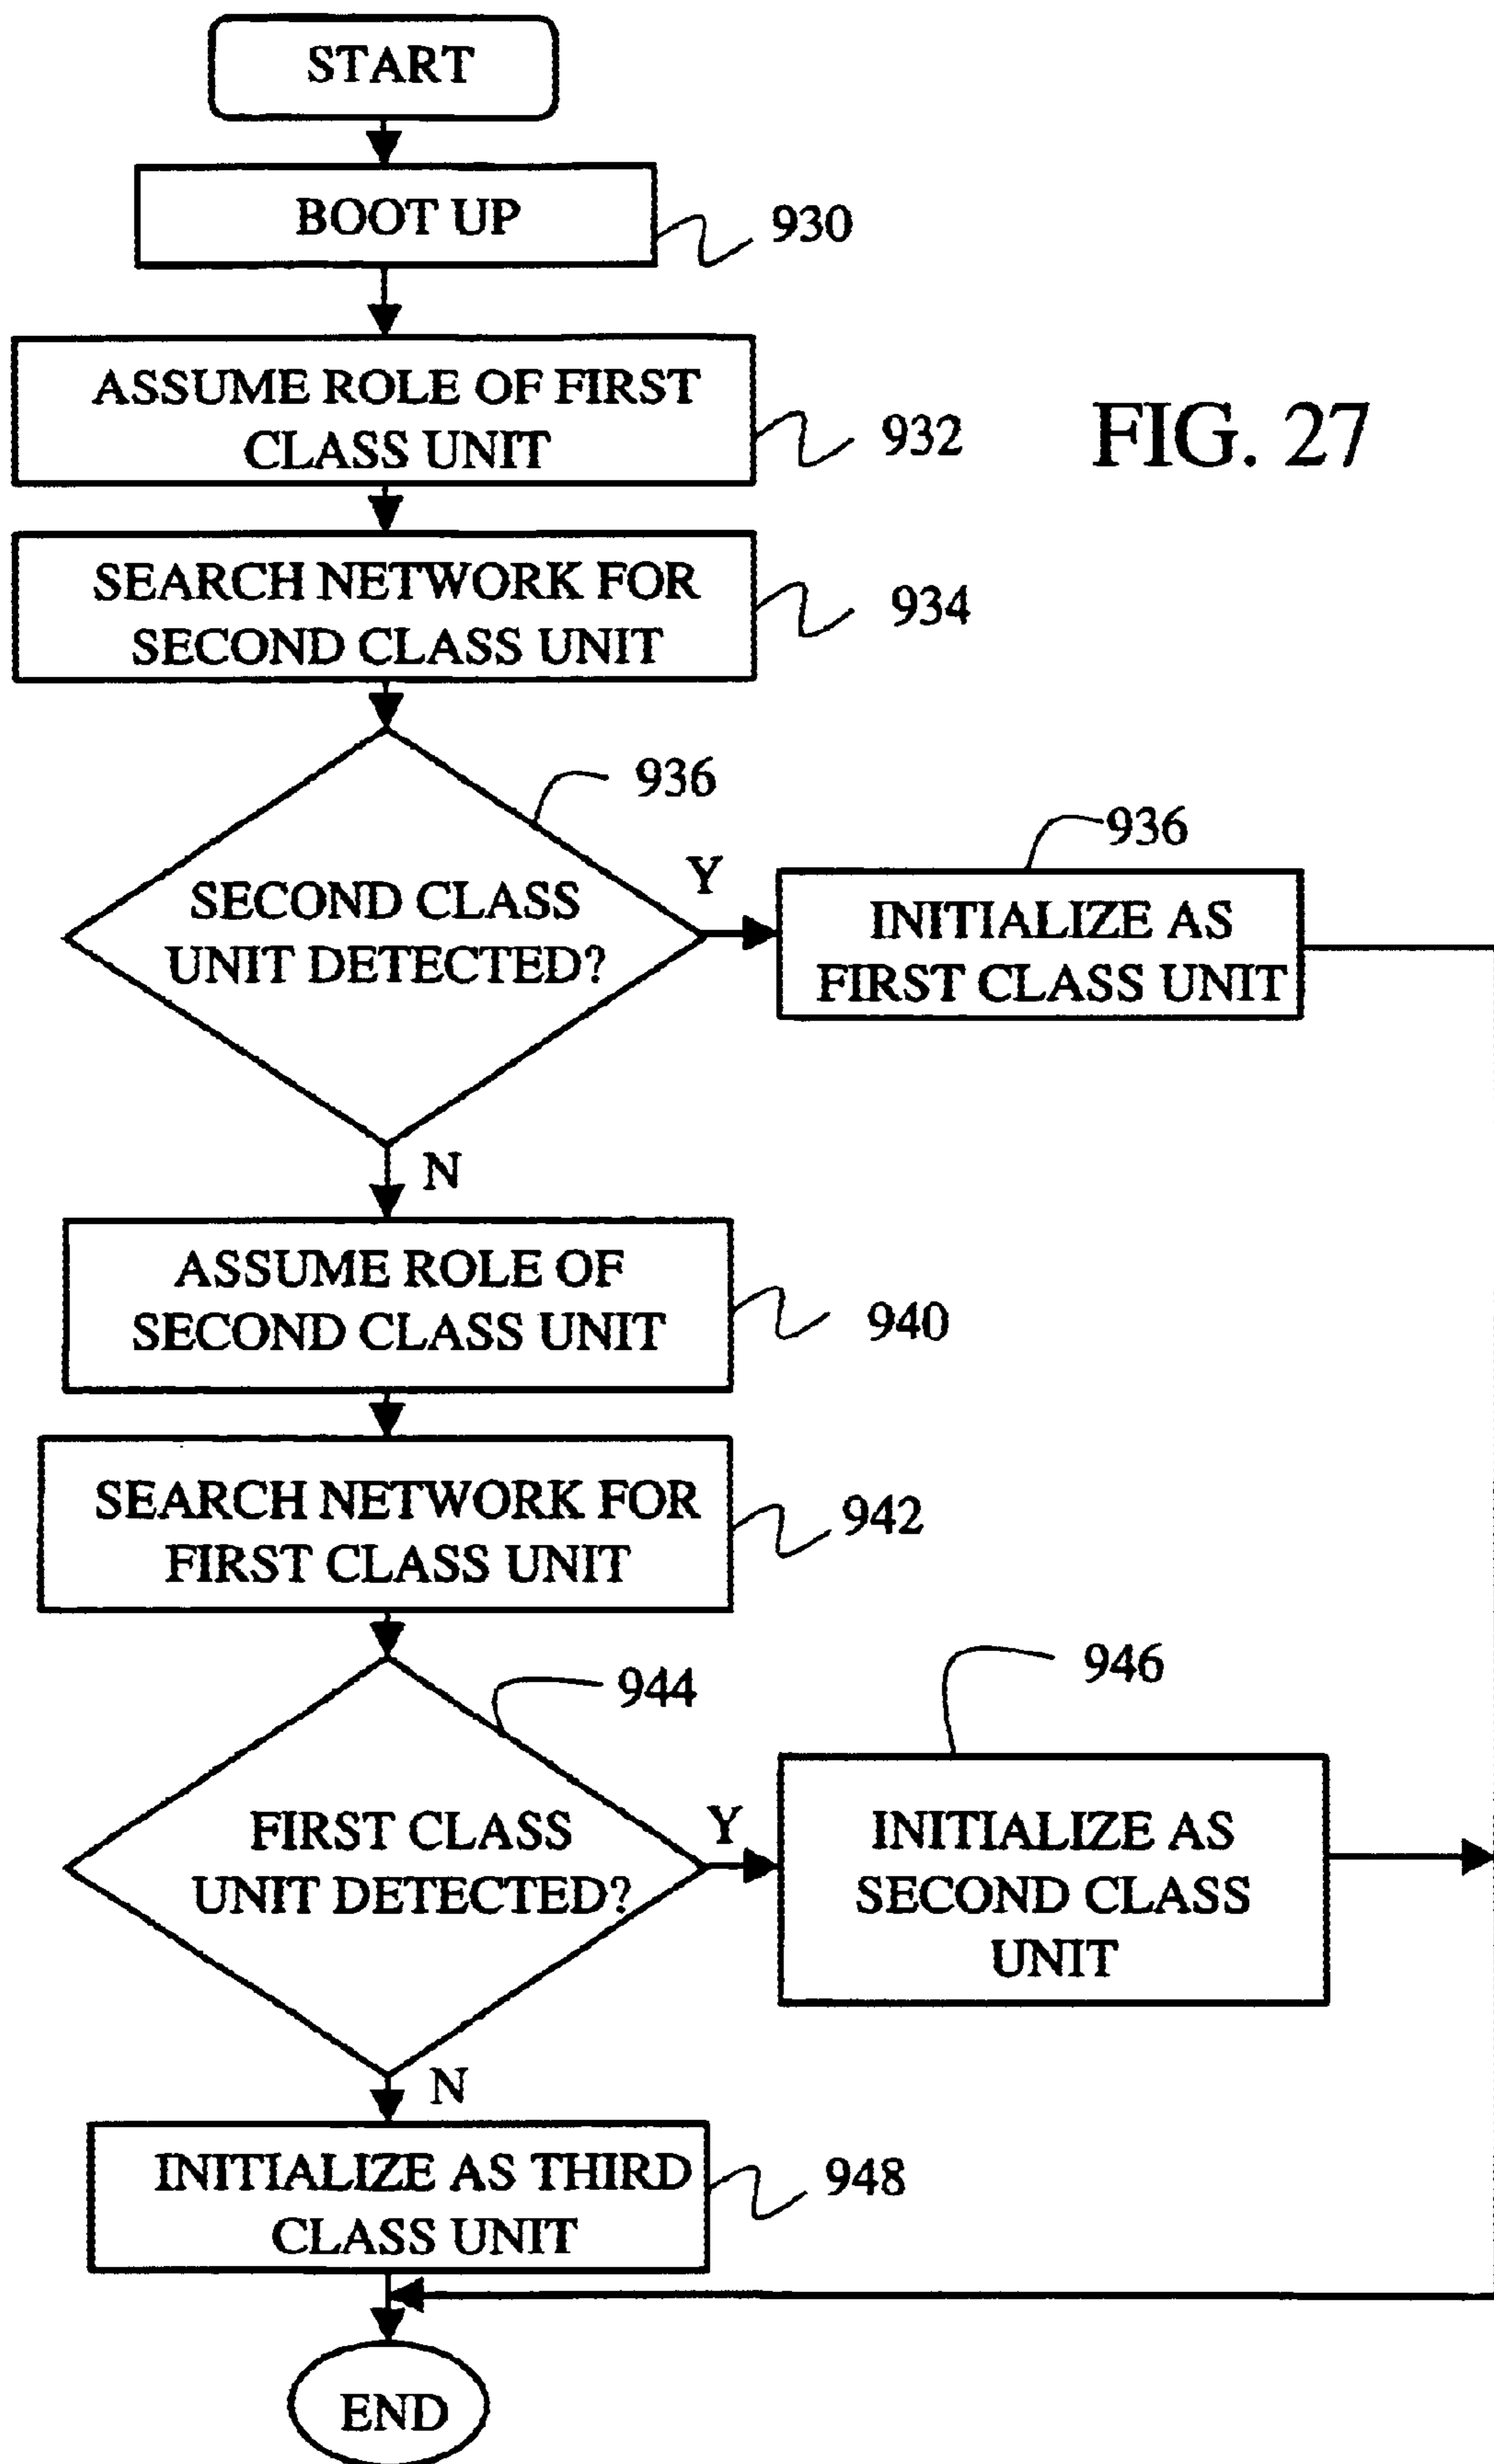 START
BOOT UP
930
ASSUME ROLE OF FIRST
CLASS UNIT
932
FIG. 27
SEARCH NETWORK FOR
SECOND CLASS UNIT
934
936
SECOND CLASS
UNIT DETECTED?
Y
936
INITIALIZE AS
FIRST CLASS UNIT
N
ASSUME ROLE OF
SECOND CLASS UNIT
940
SEARCH NETWORK FOR
FIRST CLASS UNIT
942
944
FIRST CLASS
UNIT DETECTED?
Y
946
INITIALIZE AS
SECOND CLASS
UNIT
N
INITIALIZE AS THIRD
CLASS UNIT
948
END